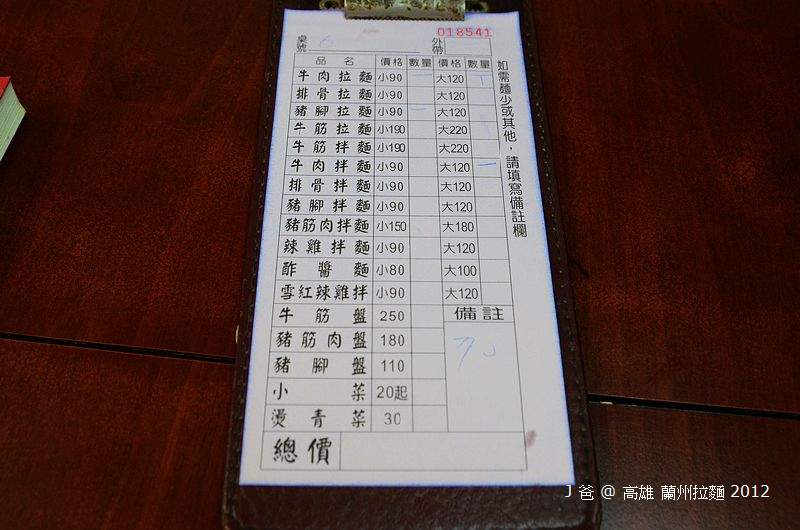 018541
桌號 6 外帶
品名 價格 數量 價格 數量
牛肉拉麵 小90 一 大120
排骨拉麵 小90 大120
豬腳拉麵 小90 一 大120
牛筋拉麵 小190 大220
牛筋拌麵 小190 大220
牛肉拌麵 小90 大120 一
排骨拌麵 小90 大120
豬腳拌麵 小90 大120
豬筋肉拌麵 小150 大180
辣雞拌麵 小90 大120
酢醬麵 小80 大100
雪紅辣雞拌 小90 大120
牛筋盤 250
備註
豬筋肉盤 180
豬腳盤 110
小菜 20起
燙青菜 30
總價
如需麵少或其他，請填寫備註欄
J 爸 @ 高雄 蘭州拉麵 2012